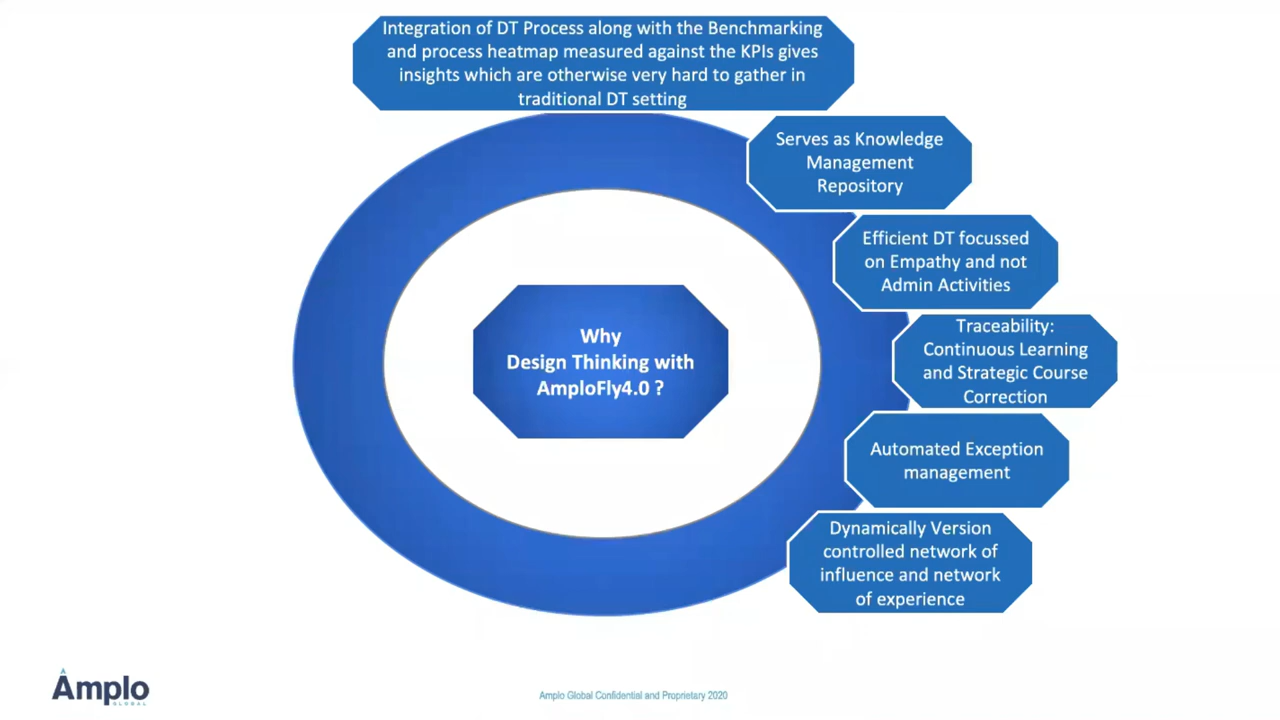 Integration of DT Process along with the Benchmarking
and process heatmap measured against the KPIs gives
insights which are otherwise very hard to gather in
traditional DT setting
Serves as Knowledge
Management
Repository
Efficient DT focussed
on Empathy and not
Admin Activities
Traceability:
Continuous Learning
and Strategic Course
Correction
Why
Design Thinking with
AmploFly4.0 ?
Automated Exception
management
Dynamically Version
controlled network of
influence and network
of experience
Amplo
GLOBAL
Amplo Global Confidential and Proprietary 2020